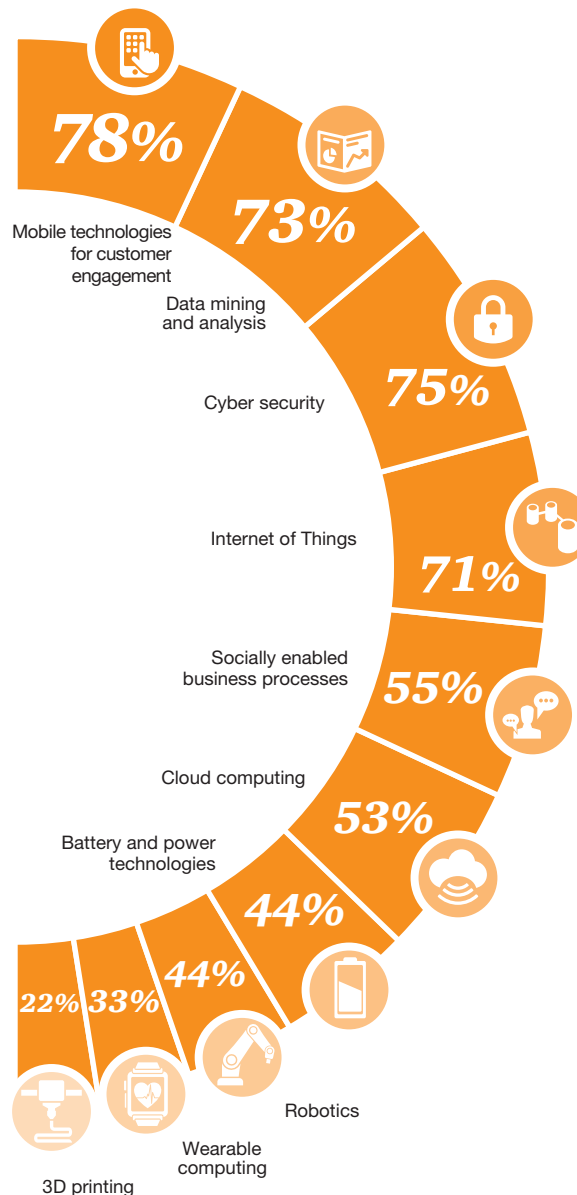 78%
Mobile technologies
for customer
engagement
73%
Data mining
and analysis
75%
Cyber security
71%
Internet of Things
55%
Socially enabled
business processes
53%
Cloud computing
44%
Battery and power
technologies
44%
Robotics
33%
Wearable
computing
22%
3D printing